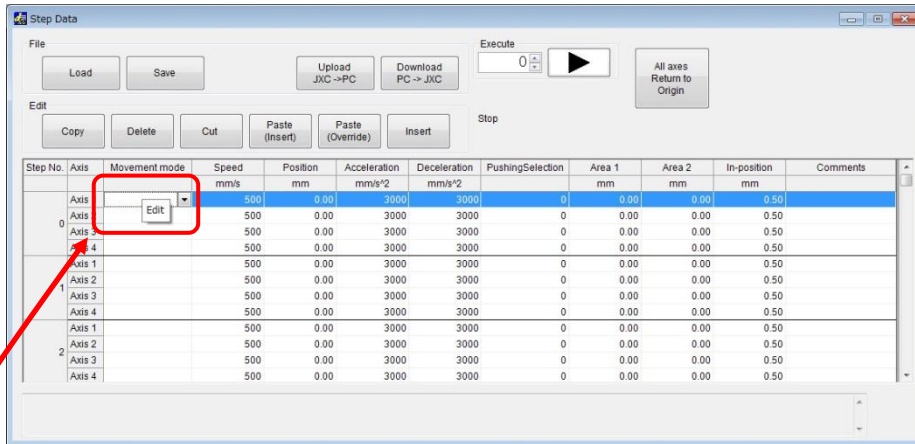 Step Data
File
Execute
Load Save Upload JXC ->PC Download PC -> JXC 0 All axes Return to Origin
Edit
Stop
Copy Delete Cut Paste (Insert) Paste (Override) Insert
Step No. Axis Movement mode Speed Position Acceleration Deceleration PushingSelection Area 1 Area 2 In-position Comments
mm/s mm mm/s^2 mm/s^2 mm mm mm
0
Axis 500 0.00 3000 3000 0 0.00 0.00 0.50
Edit
Axis 500 0.00 3000 3000 0 0.00 0.00 0.50
Axis 3 500 0.00 3000 3000 0 0.00 0.00 0.50
4 500 0.00 3000 3000 0 0.00 0.00 0.50
1
Axis 1 500 0.00 3000 3000 0 0.00 0.00 0.50
Axis 2 500 0.00 3000 3000 0 0.00 0.00 0.50
Axis 3 500 0.00 3000 3000 0 0.00 0.00 0.50
Axis 4 500 0.00 3000 3000 0 0.00 0.00 0.50
2
Axis 1 500 0.00 3000 3000 0 0.00 0.00 0.50
Axis 2 500 0.00 3000 3000 0 0.00 0.00 0.50
Axis 3 500 0.00 3000 3000 0 0.00 0.00 0.50
Axis 4 500 0.00 3000 3000 0 0.00 0.00 0.50